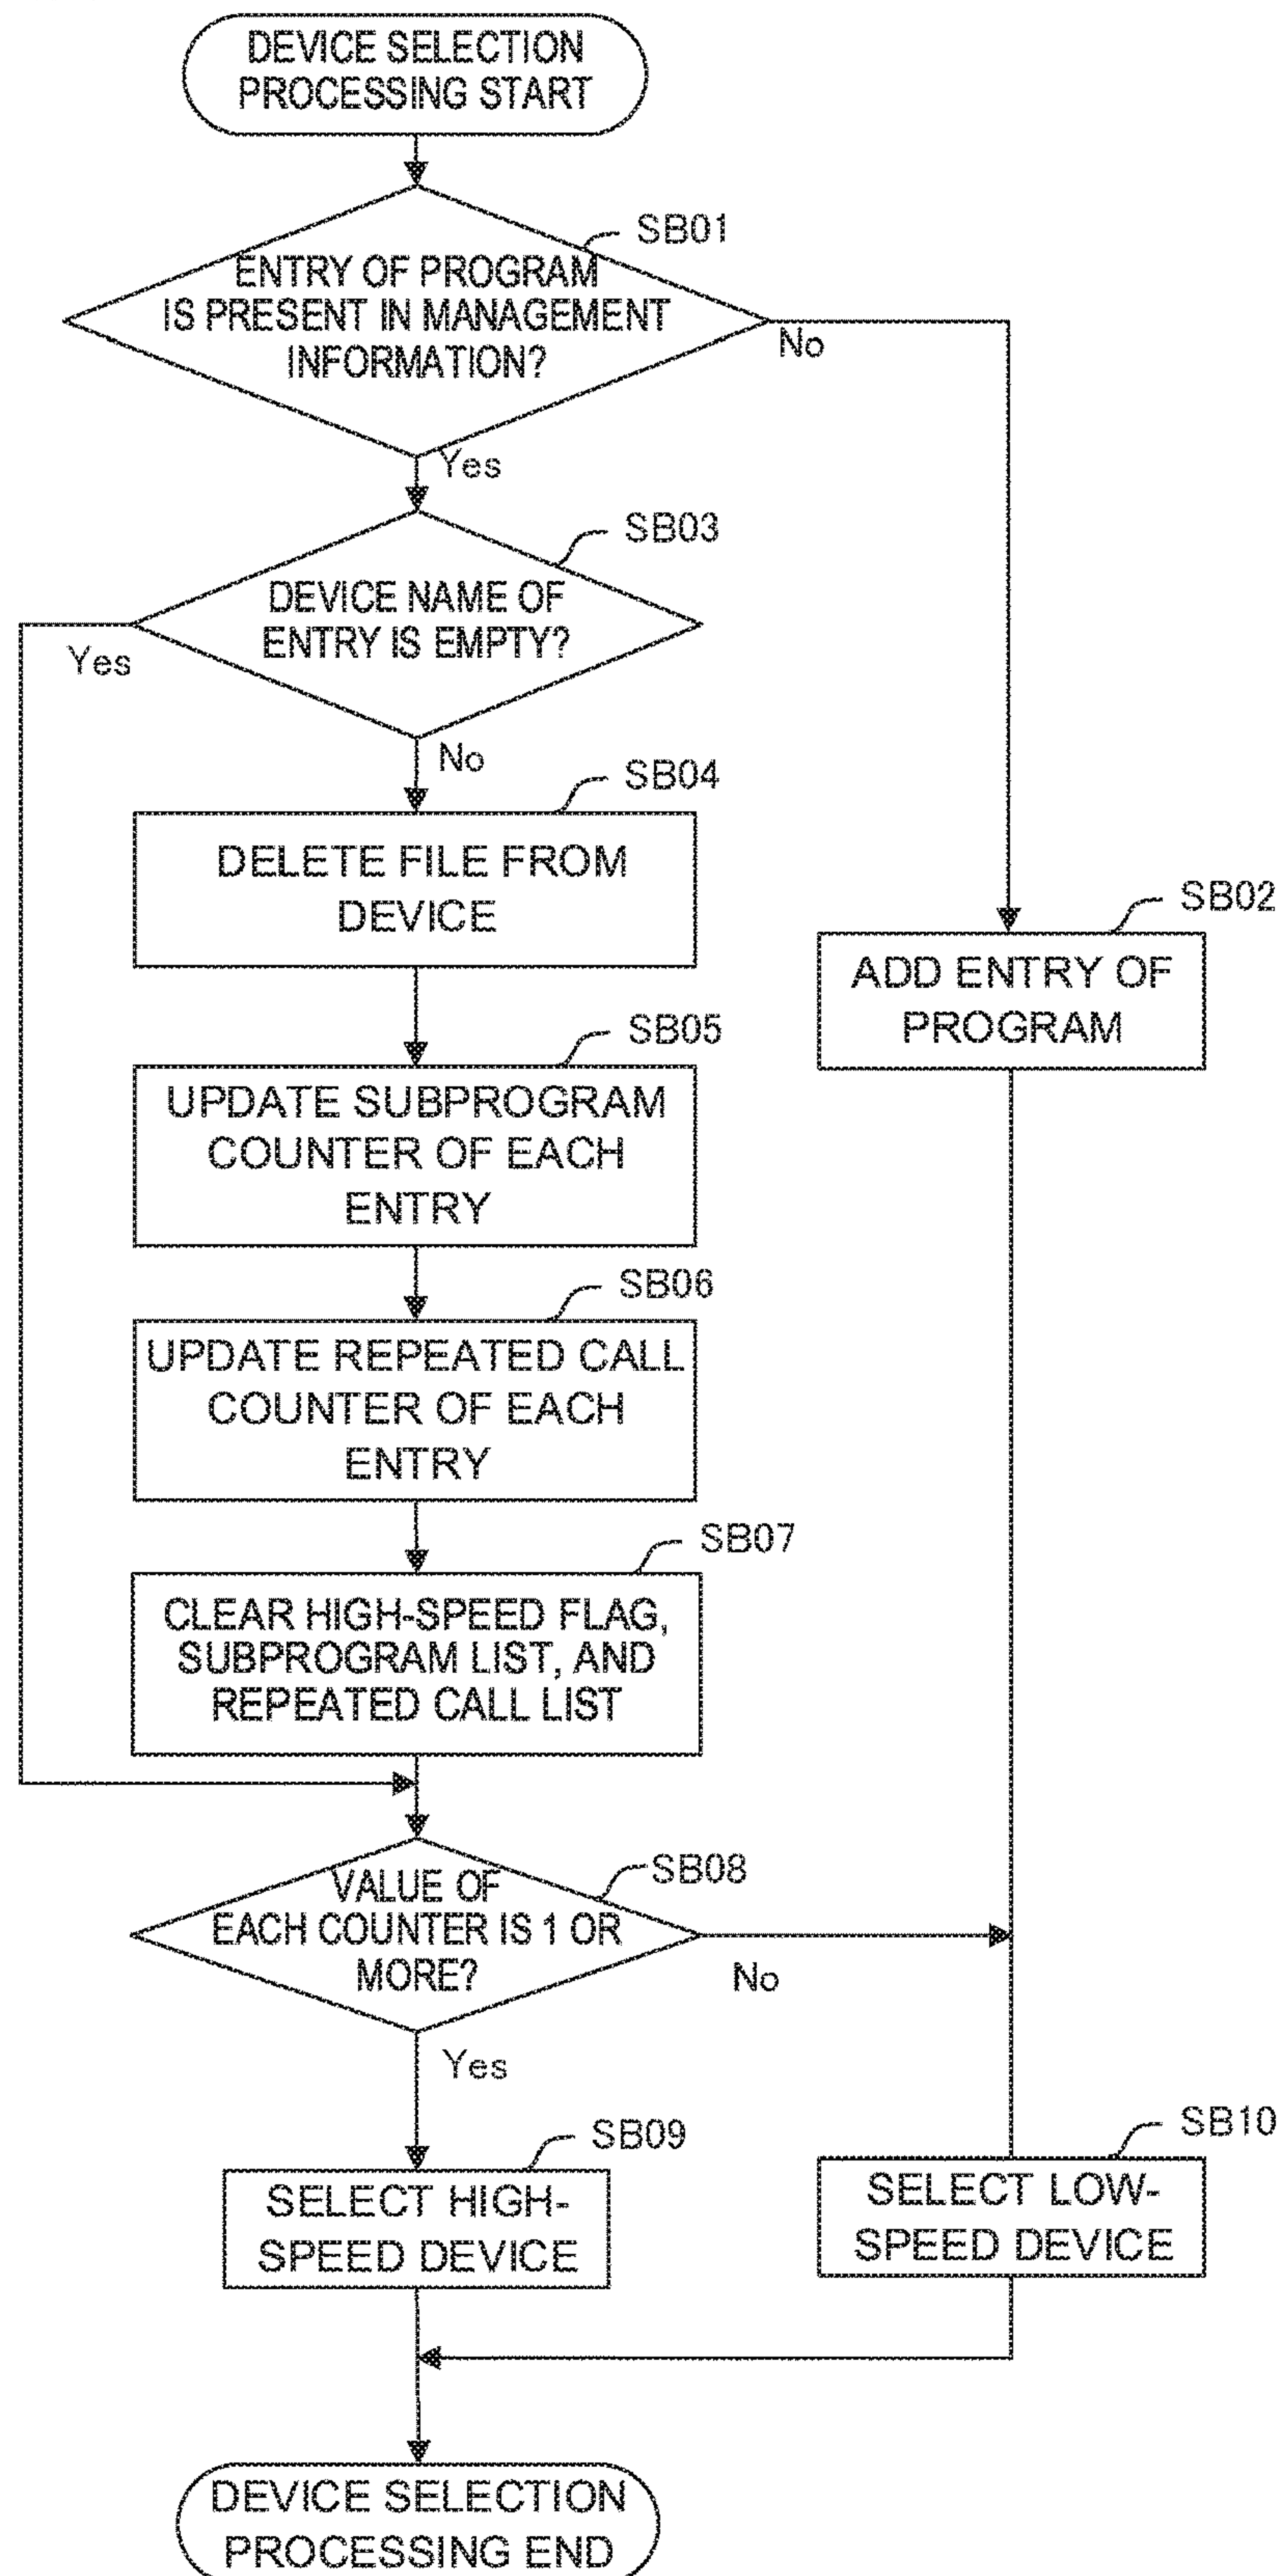 DEVICE SELECTION
PROCESSING START
SB01
ENTRY OF PROGRAM
IS PRESENT IN MANAGEMENT
INFORMATION?
No
Yes
SB03
DEVICE NAME OF
ENTRY IS EMPTY?
Yes
No
SB04
DELETE FILE FROM
DEVICE
SB02
ADD ENTRY OF
PROGRAM
SB05
UPDATE SUBPROGRAM
COUNTER OF EACH
ENTRY
SB06
UPDATE REPEATED CALL
COUNTER OF EACH
ENTRY
SB07
CLEAR HIGH-SPEED FLAG,
SUBPROGRAM LIST, AND
REPEATED CALL LIST
SB08
VALUE OF
EACH COUNTER IS 1 OR
MORE?
No
Yes
SB09
SELECT HIGH-
SPEED DEVICE
SB10
SELECT LOW-
SPEED DEVICE
DEVICE SELECTION
PROCESSING END